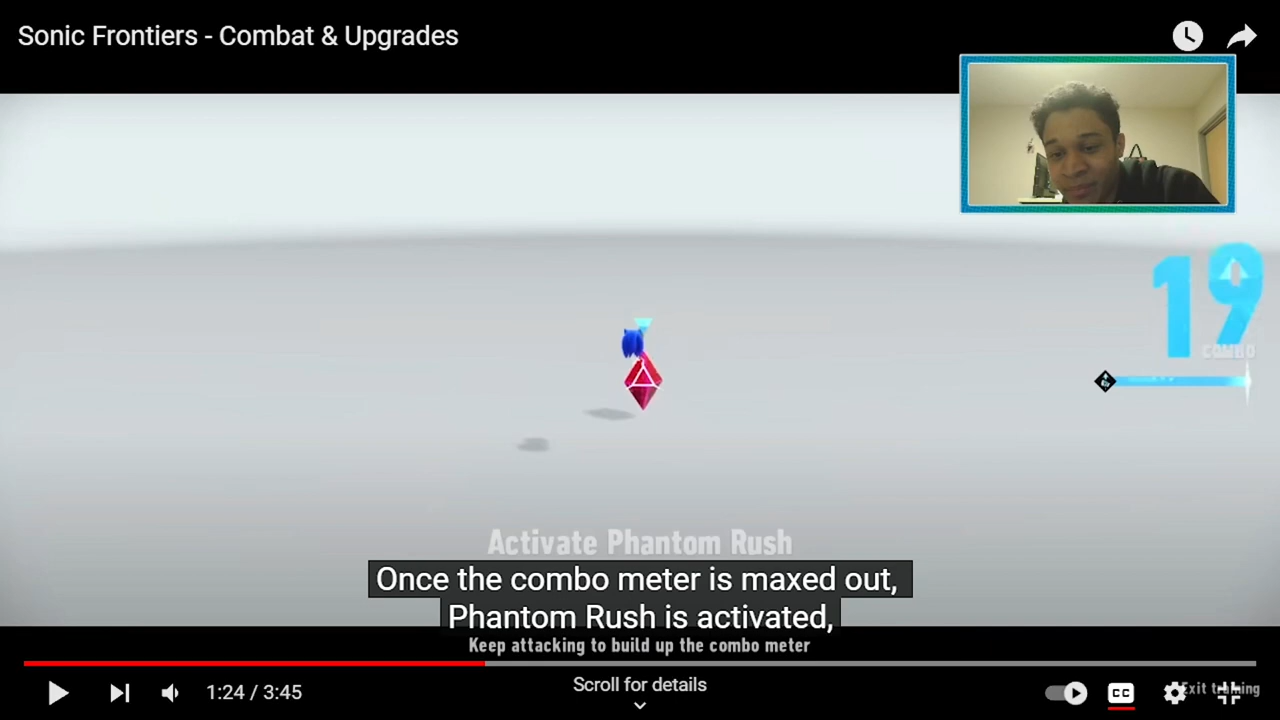 Sonic Frontiers - Combat & Upgrades
19
COMBO
Activate Phantom Rush
Once the combo meter is maxed out,
Phantom Rush is activated,
Keep attacking to build up the combo meter
1:24 / 3:45
Scroll for details
CC
Exit training